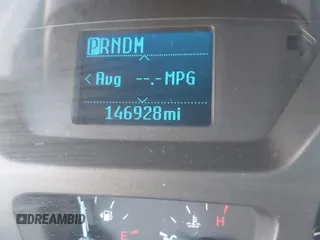 PRNDM
Avg --.-MPG
146928mi
H
E
DREAMBID